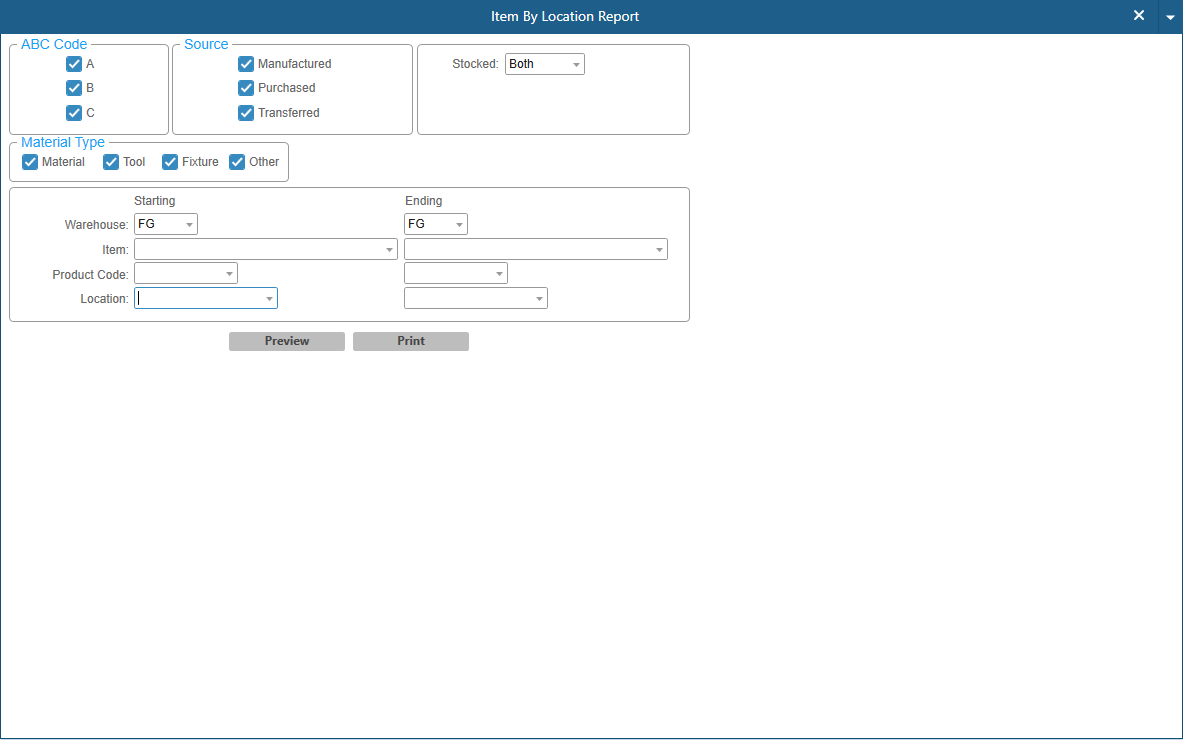 Item By Location Report
ABC Code
A
B
C
Source
Manufactured
Purchased
Transferred
Stocked: Both
Material Type
Material Tool Fixture Other
Starting Ending
Warehouse: FG FG
Item:
Product Code:
Location:
Preview Print